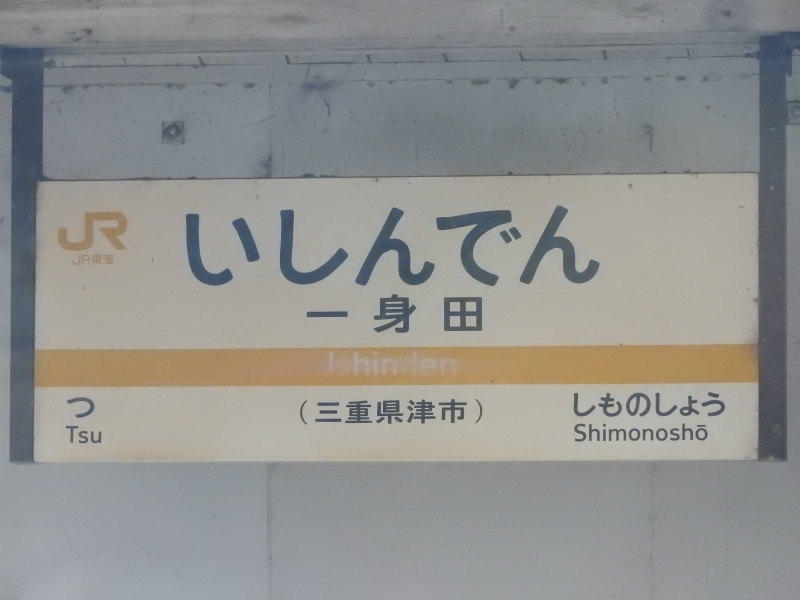 JR
JR東海
いしんでん
一身田
Ishinden
つ
Tsu
(三重県津市)
しものしょう
Shimonoshō